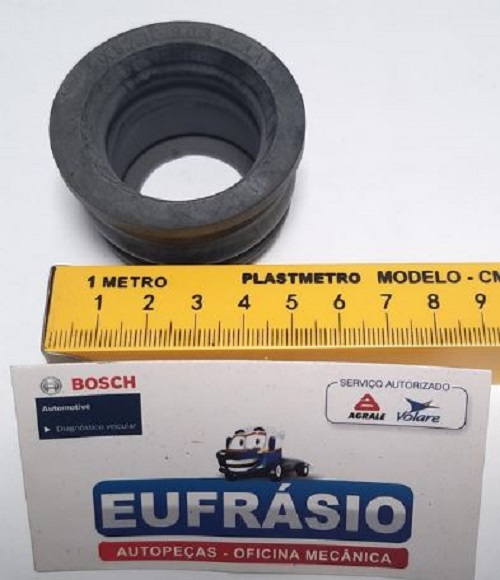 1 METRO PLASTMETRO MODELO - CM
1 2 3 4 5 6 7 8 9
BOSCH
Automotive
Diagnóstico veicular
SERVIÇO AUTORIZADO
AGRALE Volare
EUFRÁSIO
AUTOPEÇAS - OFICINA MECÂNICA